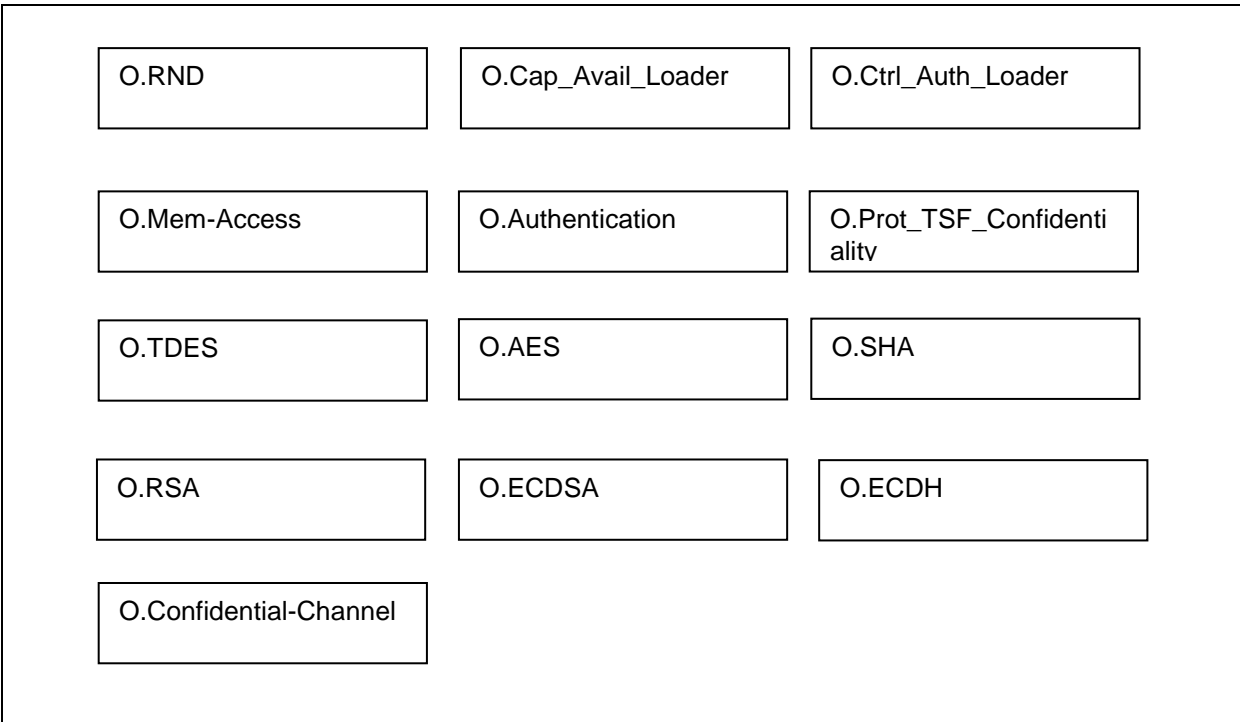 O.RND
O.Cap_Avail_Loader
O.Ctrl_Auth_Loader
O.Mem-Access
O.Authentication
O.Prot_TSF_Confidenti
ality
O.TDES
O.AES
O.SHA
O.RSA
O.ECDSA
O.ECDH
O.Confidential-Channel